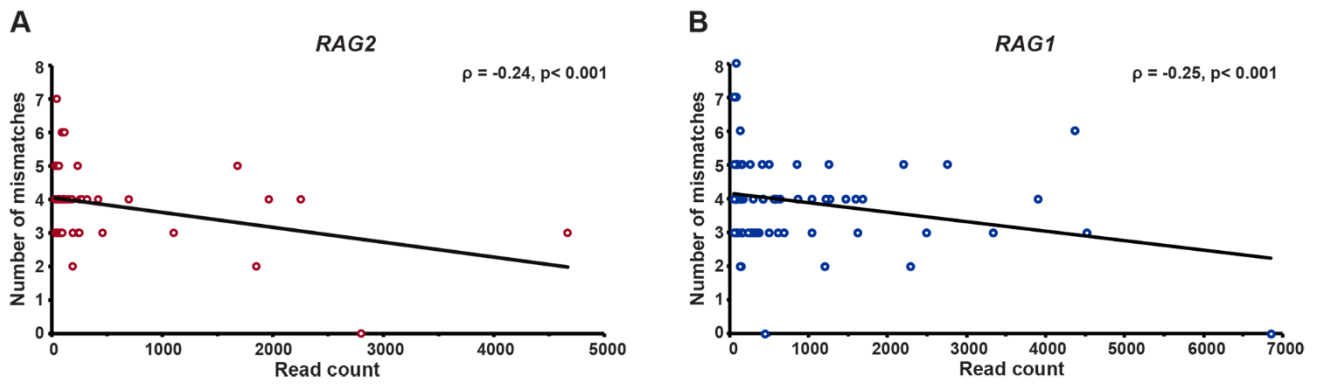 A
RAG2
ρ = -0.24, p< 0.001
Number of mismatches
8
7
6
5
4
3
2
1
0
0 1000 2000 3000 4000 5000
Read count
B
RAG1
ρ = -0.25, p< 0.001
Number of mismatches
8
7
6
5
4
3
2
1
0
0 1000 2000 3000 4000 5000 6000 7000
Read count